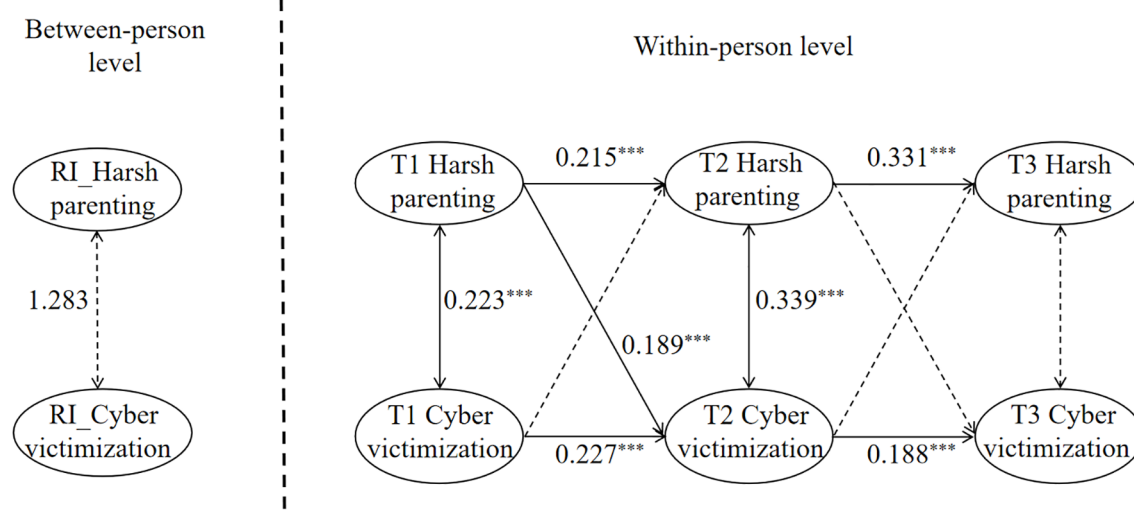 Between-person
level
Within-person level
RI_Harsh
parenting
1.283
RI_Cyber
victimization
T1 Harsh
parenting
0.215***
T2 Harsh
parenting
0.331***
T3 Harsh
parenting
0.223***
0.189***
0.339***
T1 Cyber
victimization
0.227***
T2 Cyber
victimization
0.188***
T3 Cyber
victimization